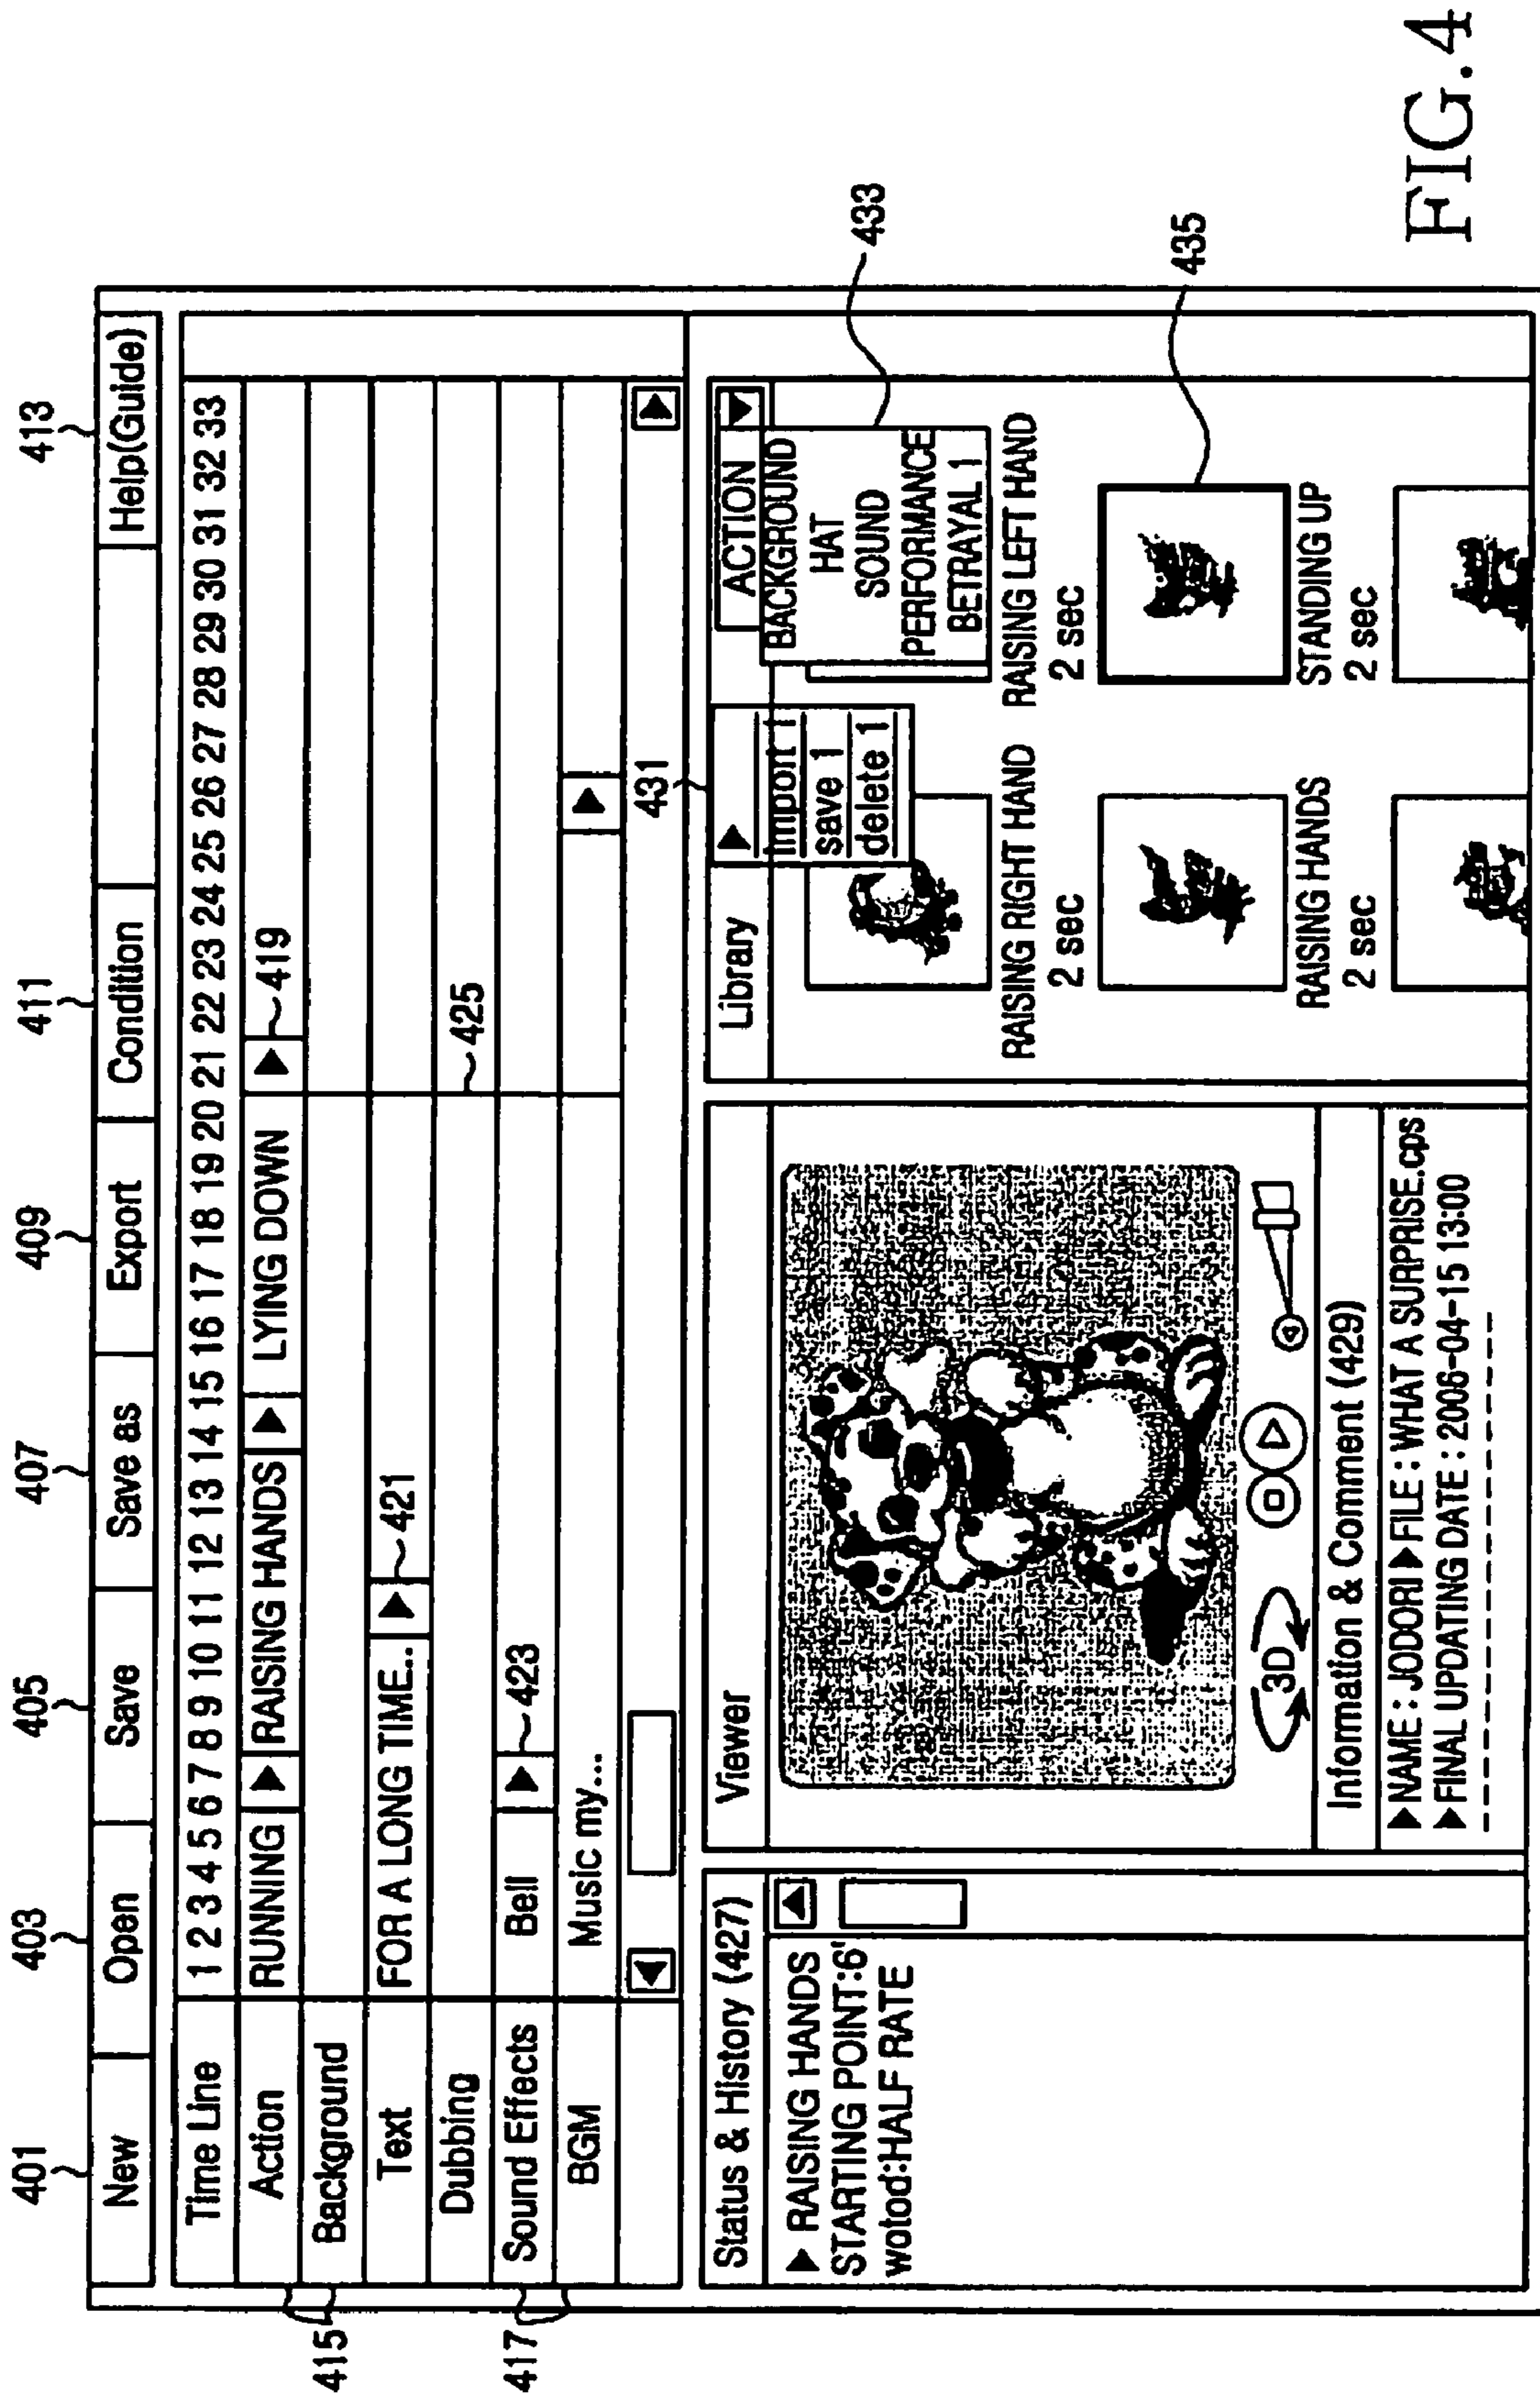 401 403 405 407 409 411 413
New Open Save Save as Export Condition Help(Guide)
Time Line 1 2 3 4 5 6 7 8 9 10 11 12 13 14 15 16 17 18 19 20 21 22 23 24 25 26 27 28 29 30 31 32 33
Action RUNNING ▶ RAISING HANDS ▶ LYING DOWN ▶ 419
415
Background
Text FOR A LONG TIME.. ▶ 421
Dubbing 425
417
Sound Effects Bell ▶ 423
BGM Music my... ▶
431
Status & History (427)
▶ RAISING HANDS
STARTING POINT:6'
wotod:HALF RATE
Viewer
3D
Information & Comment (429)
▶NAME : JODORI ▶FILE : WHAT A SURPRISE.cps
▶FINAL UPDATING DATE : 2006-04-15 13:00
Library
import 1
save 1
delete 1
ACTION
BACKGROUND
HAT
SOUND
PERFORMANCE
BETRAYAL 1
433
RAISING RIGHT HAND RAISING LEFT HAND
2 sec 2 sec
435
RAISING HANDS STANDING UP
2 sec 2 sec
FIG.4